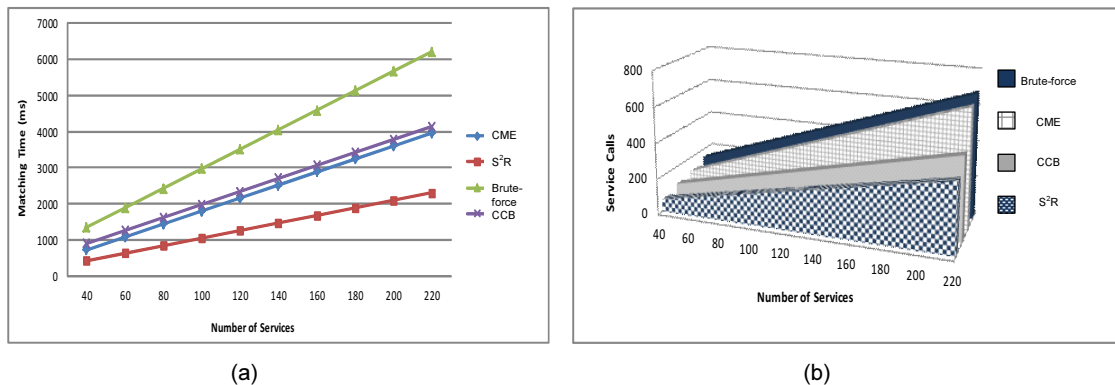 7000
6000
5000
4000
3000
2000
1000
0
Matching Time (ms)
40 60 80 100 120 140 160 180 200 220
Number of Services
CME
S²R
Brute-
force
CCB
(a)
800
600
400
200
0
Service Calls
40 60 80 100 120 140 160 180 200 220
Number of Services
Brute-force
CME
CCB
S²R
(b)